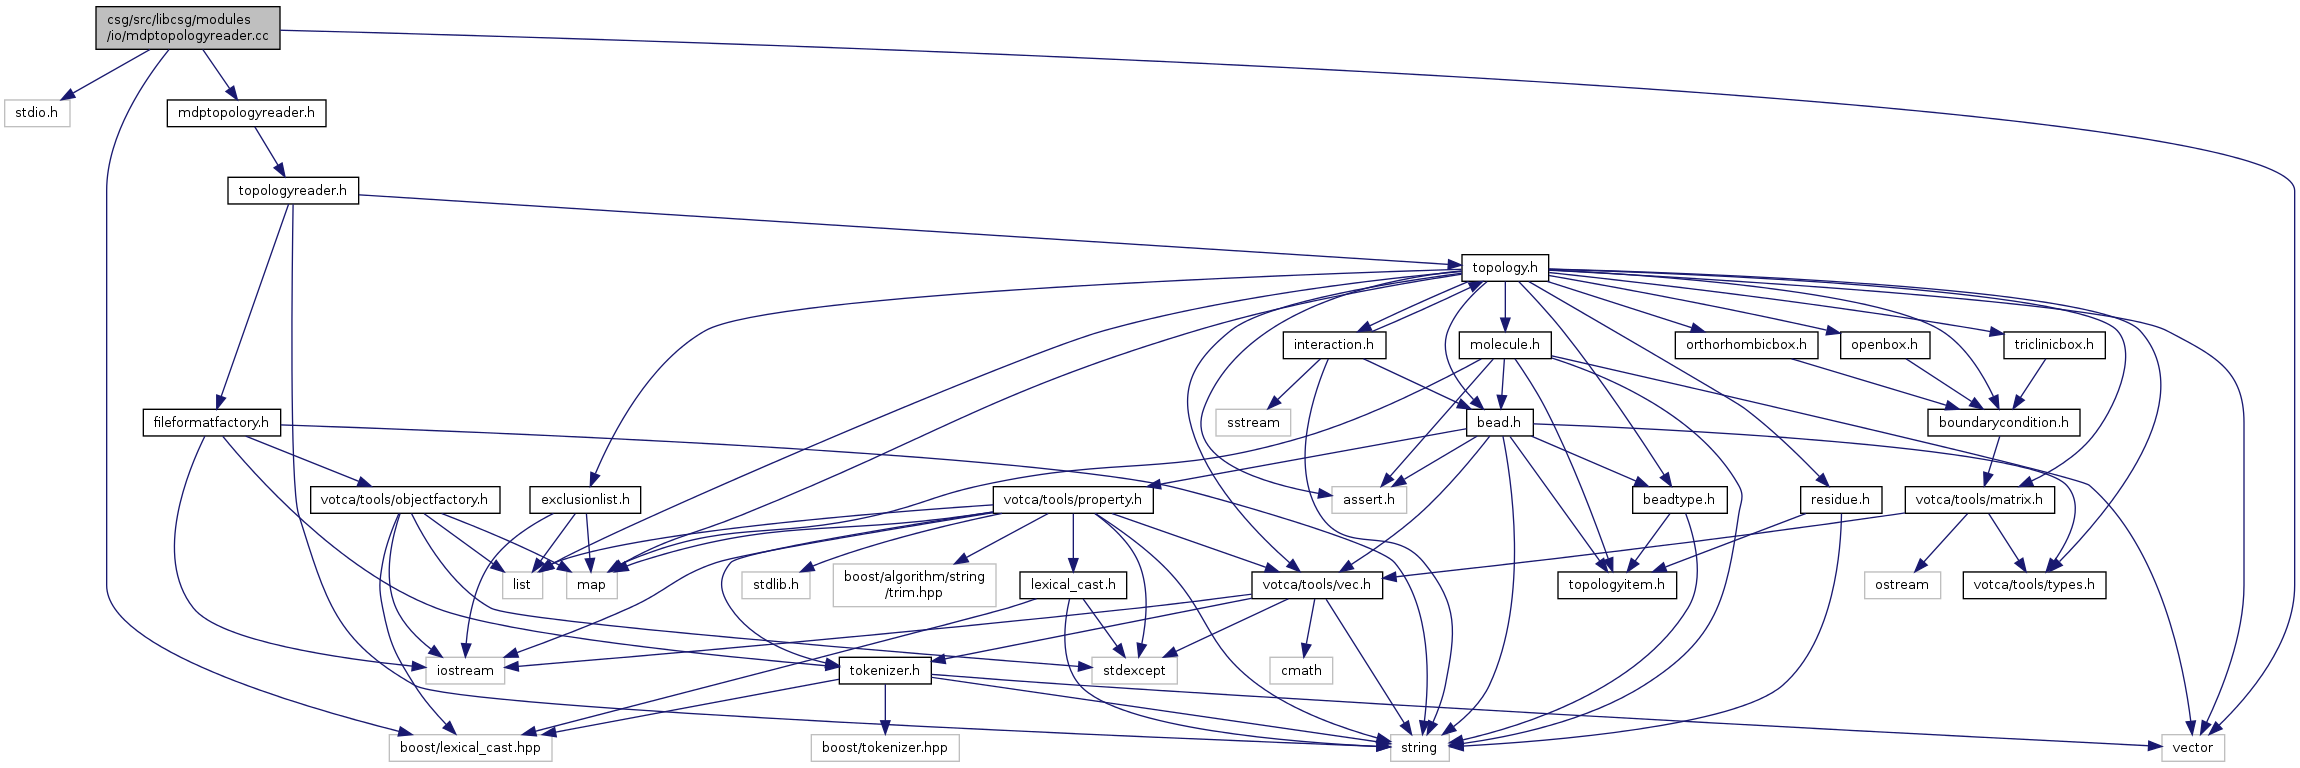 csg/src/libcsg/modules
/io/mdptopologyreader.cc
stdio.h
mdptopologyreader.h
topologyreader.h
topology.h
interaction.h
molecule.h
orthorhombicbox.h
openbox.h
triclinicbox.h
fileformatfactory.h
sstream
bead.h
boundarycondition.h
votca/tools/objectfactory.h
exclusionlist.h
votca/tools/property.h
assert.h
beadtype.h
residue.h
votca/tools/matrix.h
list
map
stdlib.h
boost/algorithm/string
/trim.hpp
lexical_cast.h
votca/tools/vec.h
topologyitem.h
ostream
votca/tools/types.h
iostream
tokenizer.h
stdexcept
cmath
boost/lexical_cast.hpp
boost/tokenizer.hpp
string
vector